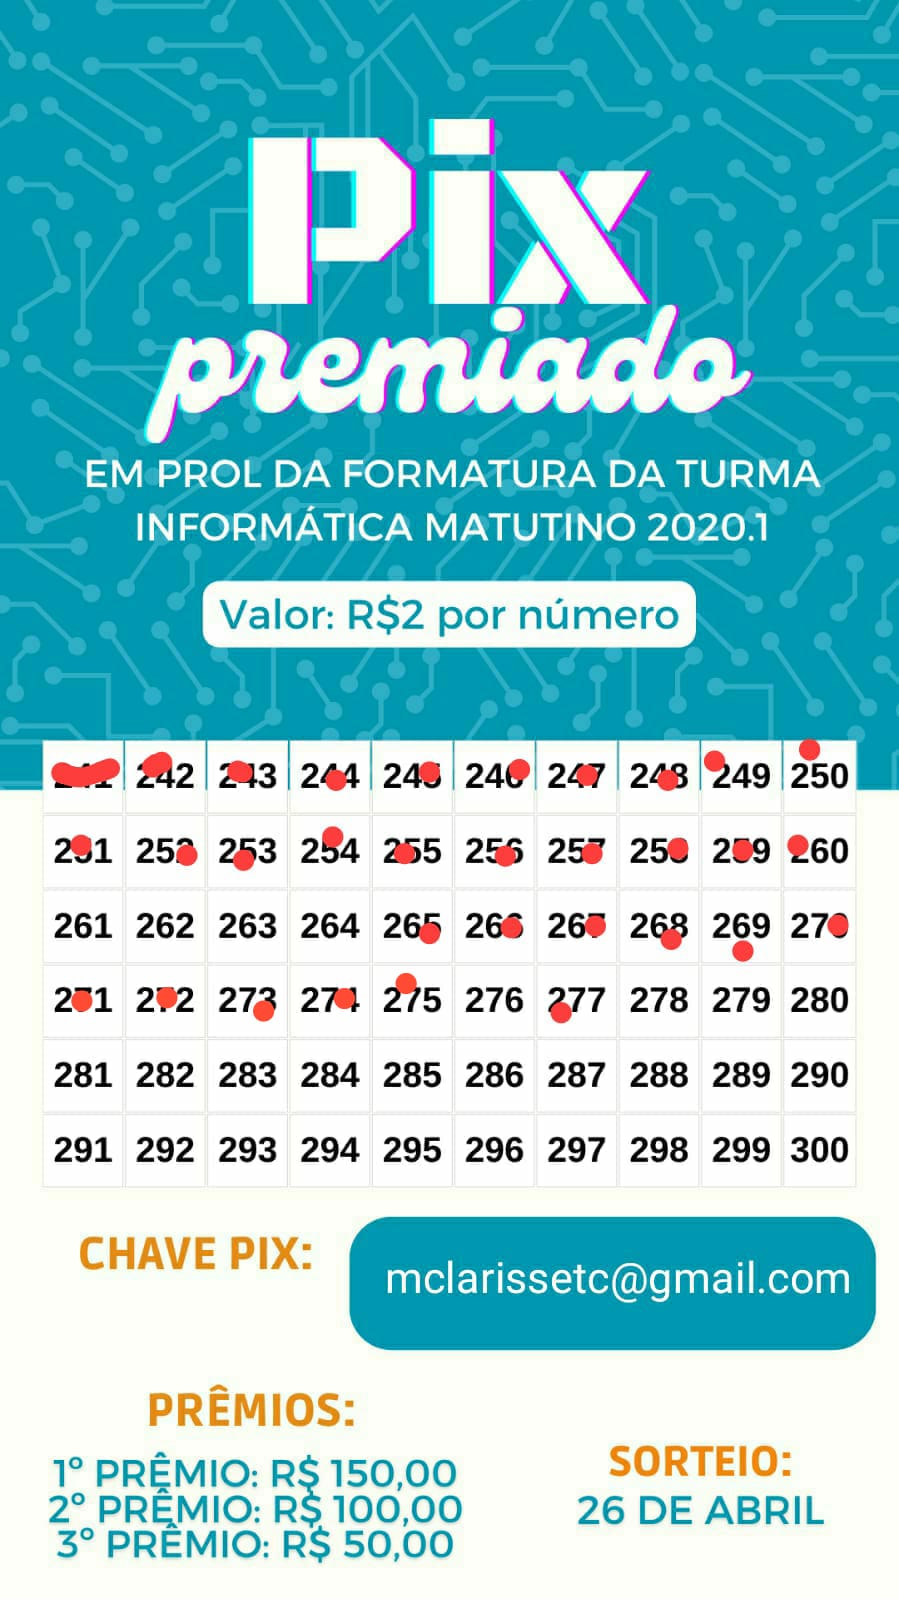 Pix
premiado
EM PROL DA FORMATURA DA TURMA
INFORMÁTICA MATUTINO 2020.1
Valor: R$2 por número
241 242 243 244 245 246 247 248 249 250
251 252 253 254 255 256 257 258 259 260
261 262 263 264 265 266 267 268 269 270
271 272 273 274 275 276 277 278 279 280
281 282 283 284 285 286 287 288 289 290
291 292 293 294 295 296 297 298 299 300
CHAVE PIX:
mclarissetc@gmail.com
PRÊMIOS:
1º PRÊMIO: R$ 150,00
2º PRÊMIO: R$ 100,00
3º PRÊMIO: R$ 50,00
SORTEIO:
26 DE ABRIL